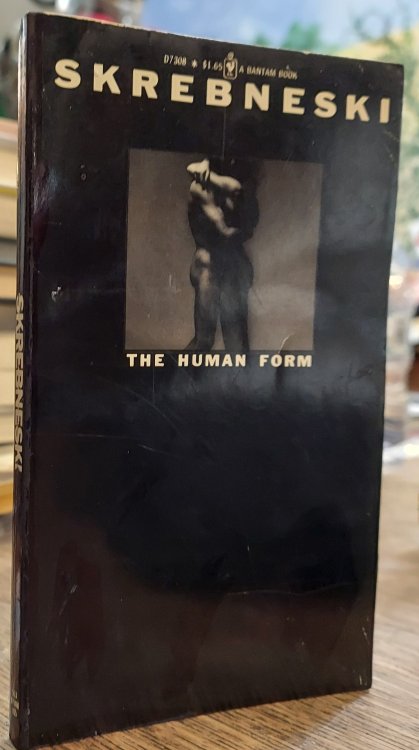 D7308 * $1.65 A BANTAM BOOK
SKREBNESKI
THE HUMAN FORM
SKREBNESKI